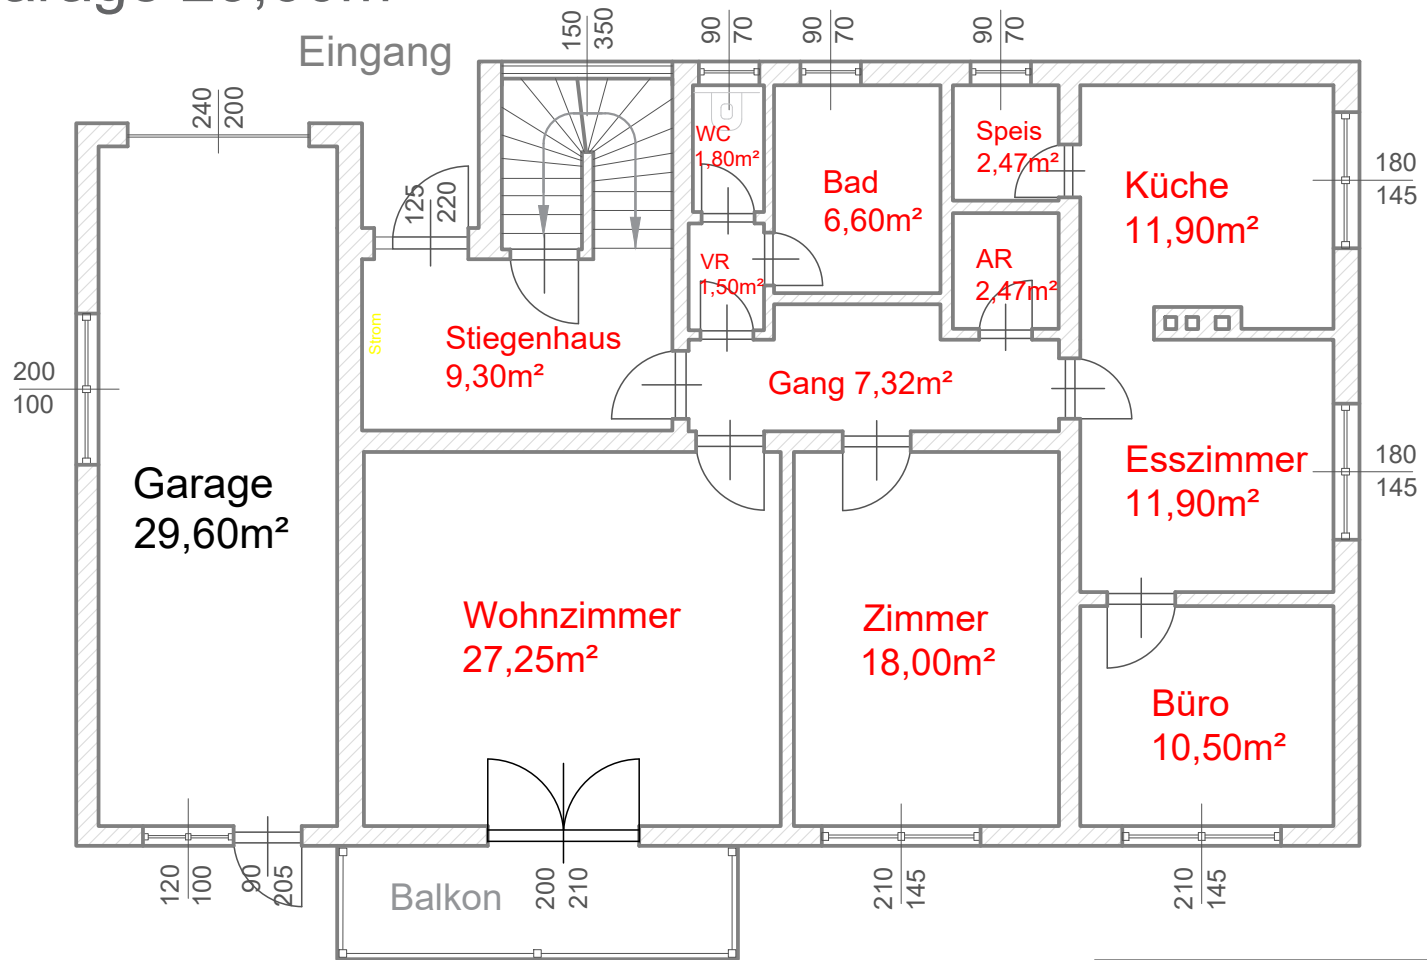 Garage 29,60m²
Eingang
150
350
90
70
90
70
90
70
240
200
125
220
WC
1,80m²
Bad
6,60m²
Speis
2,47m²
Küche
11,90m²
180
145
VR
1,50m²
AR
2,47m²
Strom
Stiegenhaus
9,30m²
Gang 7,32m²
200
100
Garage
29,60m²
Esszimmer
11,90m²
180
145
Wohnzimmer
27,25m²
Zimmer
18,00m²
Büro
10,50m²
120
100
90
205
Balkon
200
210
210
145
210
145